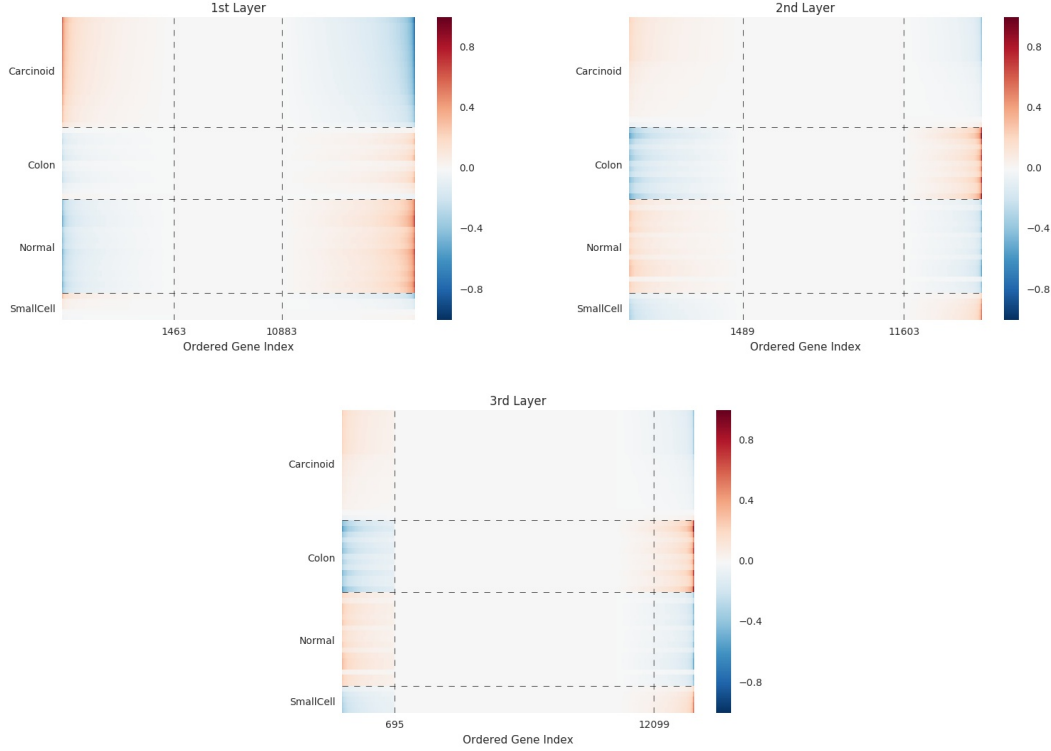 1st Layer
Carcinoid
Colon
Normal
SmallCell
1463 10883
Ordered Gene Index
0.8
0.4
0.0
−0.4
−0.8
2nd Layer
Carcinoid
Colon
Normal
SmallCell
1489 11603
Ordered Gene Index
0.8
0.4
0.0
−0.4
−0.8
3rd Layer
Carcinoid
Colon
Normal
SmallCell
695 12099
Ordered Gene Index
0.8
0.4
0.0
−0.4
−0.8